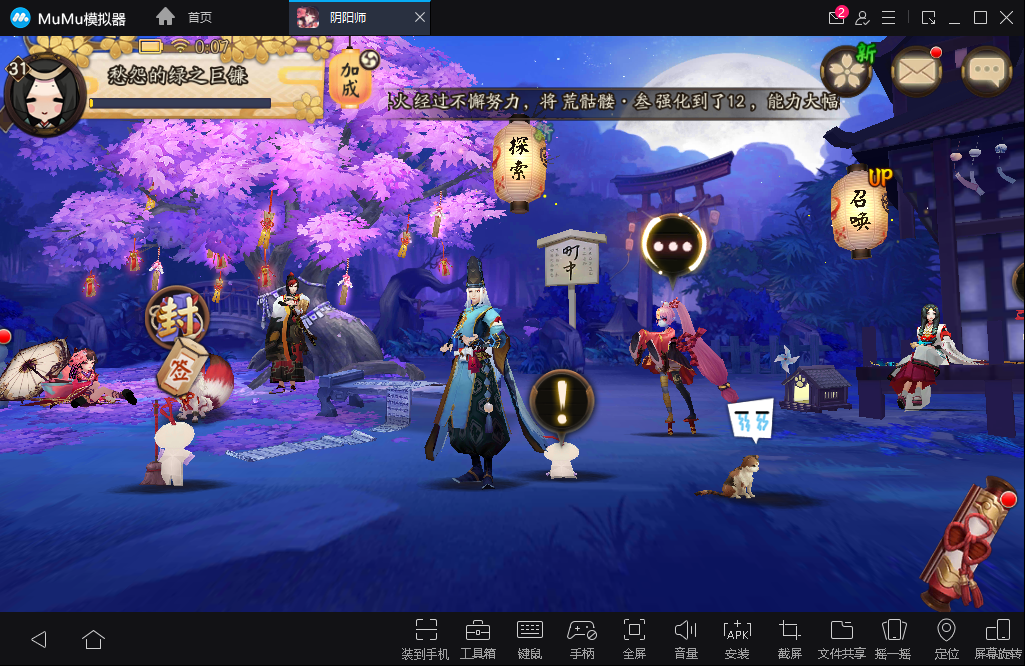 MuMu模拟器
首页
阴阳师
2
0:07
31
愁怨的绿之巨镰
加成
新
火 经过不懈努力，将 荒骷髅·叁 强化到了12，能力大幅
探索
新
UP
召唤
町中
封
签
装到手机
工具箱
键鼠
手柄
全屏
音量
APK
安装
截屏
文件共享
摇一摇
定位
屏幕旋转